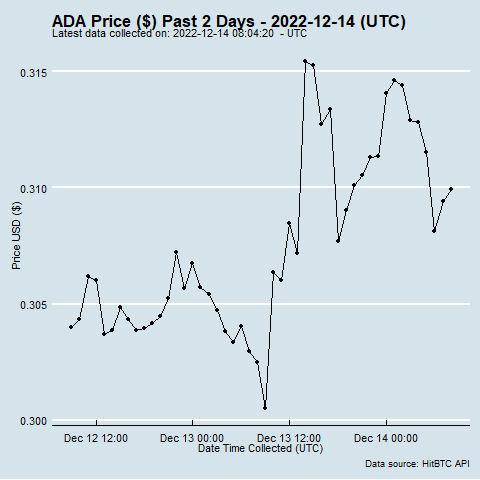 ADA Price ($) Past 2 Days - 2022-12-14 (UTC)
Latest data collected on: 2022-12-14 08:04:20  - UTC
0.315
0.310
0.305
0.300
Price USD ($)
Dec 12 12:00
Dec 13 00:00
Dec 13 12:00
Dec 14 00:00
Date Time Collected (UTC)
Data source: HitBTC API